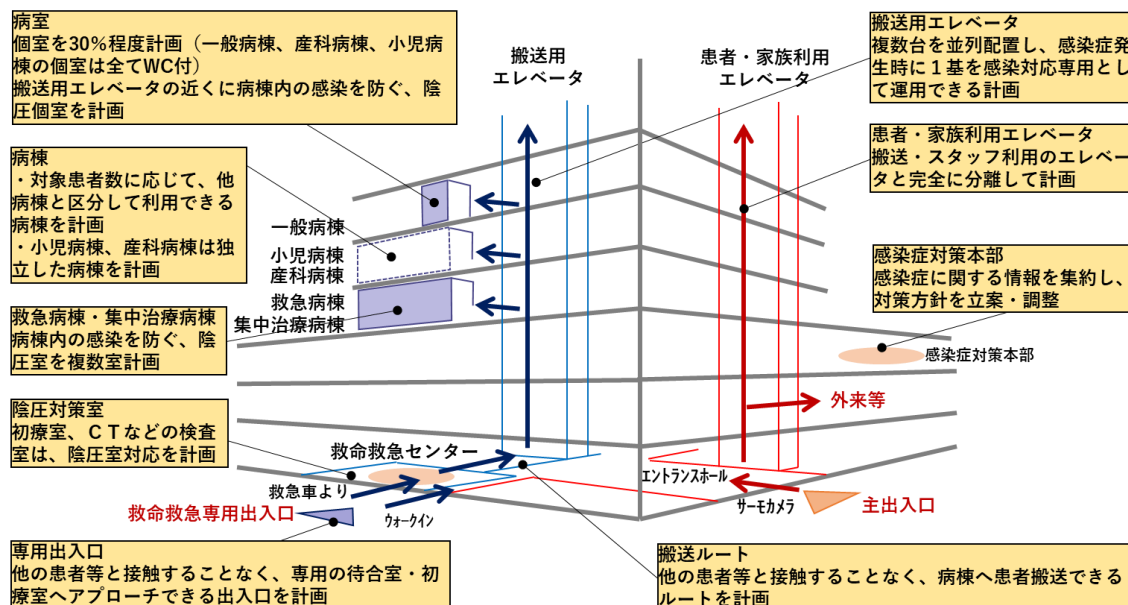 病室
個室を30%程度計画（一般病棟、産科病棟、小児病
棟の個室は全てWC付）
搬送用エレベータの近くに病棟内の感染を防ぐ、陰
圧個室を計画
搬送用
エレベータ
患者・家族利用
エレベータ
搬送用エレベータ
複数台を並列配置し、感染症発
生時に１基を感染対応専用とし
て運用できる計画
患者・家族利用エレベータ
搬送・スタッフ利用のエレベー
タと完全に分離して計画
病棟
・対象患者数に応じて、他
病棟と区分して利用できる
病棟を計画
・小児病棟、産科病棟は独
立した病棟を計画
一般病棟
小児病棟
産科病棟
救急病棟
集中治療病棟
感染症対策本部
感染症に関する情報を集約し、
対策方針を立案・調整
救急病棟・集中治療病棟
病棟内の感染を防ぐ、陰
圧室を複数室計画
感染症対策本部
外来等
陰圧対策室
初療室、ＣＴなどの検査
室は、陰圧室対応を計画
救命救急センター
エントランスホール
救急車より
救命救急専用出入口
ウォークイン
サーモカメラ
主出入口
専用出入口
他の患者等と接触することなく、専用の待合室・初
療室へアプローチできる出入口を計画
搬送ルート
他の患者等と接触することなく、病棟へ患者搬送できる
ルートを計画